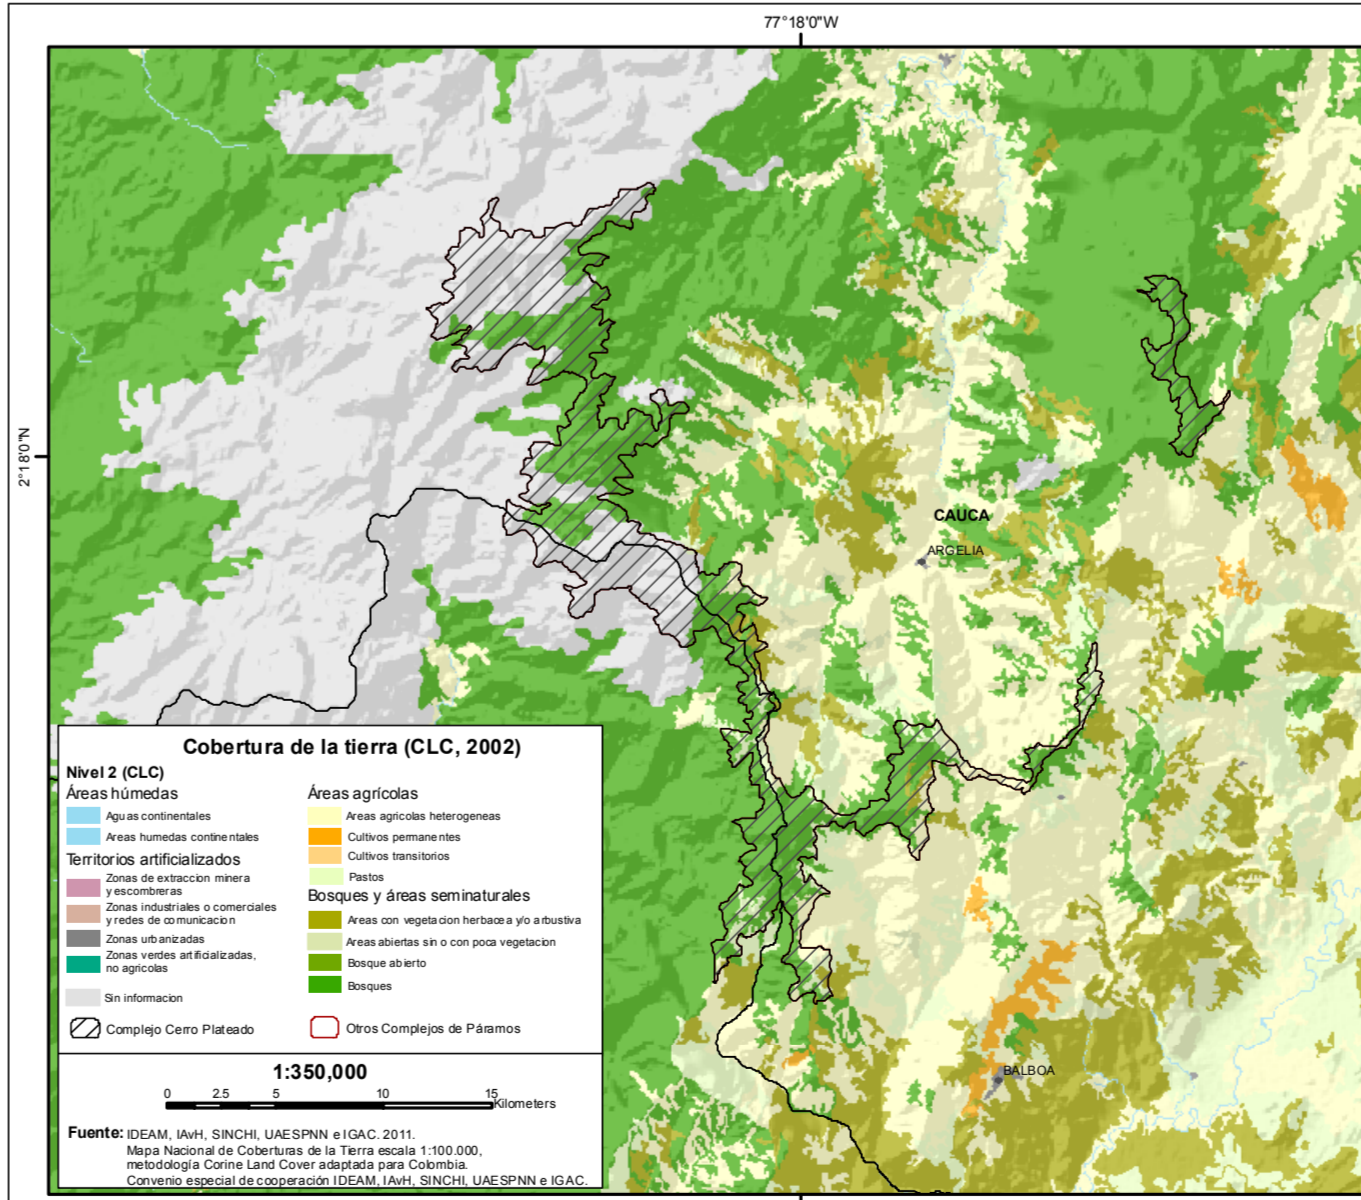 77°18'0"W
2°18'0"N
CAUCA
ARGELIA
BALBOA
Cobertura de la tierra (CLC, 2002)
Nivel 2 (CLC)
Áreas húmedas
Aguas continentales
Areas humedas continentales
Territorios artificializados
Zonas de extraccion minera
y escombreras
Zonas industriales o comerciales
y redes de comunicacion
Zonas urbanizadas
Zonas verdes artificializadas,
no agricolas
Sin informacion
Complejo Cerro Plateado
Áreas agrícolas
Areas agricolas heterogeneas
Cultivos permanentes
Cultivos transitorios
Pastos
Bosques y áreas seminaturales
Areas con vegetacion herbacea y/o arbustiva
Areas abiertas sin o con poca vegetacion
Bosque abierto
Bosques
Otros Complejos de Páramos
1:350,000
0 2.5 5 10 15
Kilometers
Fuente: IDEAM, IAvH, SINCHI, UAESPNN e IGAC. 2011.
Mapa Nacional de Coberturas de la Tierra escala 1:100.000,
metodología Corine Land Cover adaptada para Colombia.
Convenio especial de cooperación IDEAM, IAvH, SINCHI, UAESPNN e IGAC.